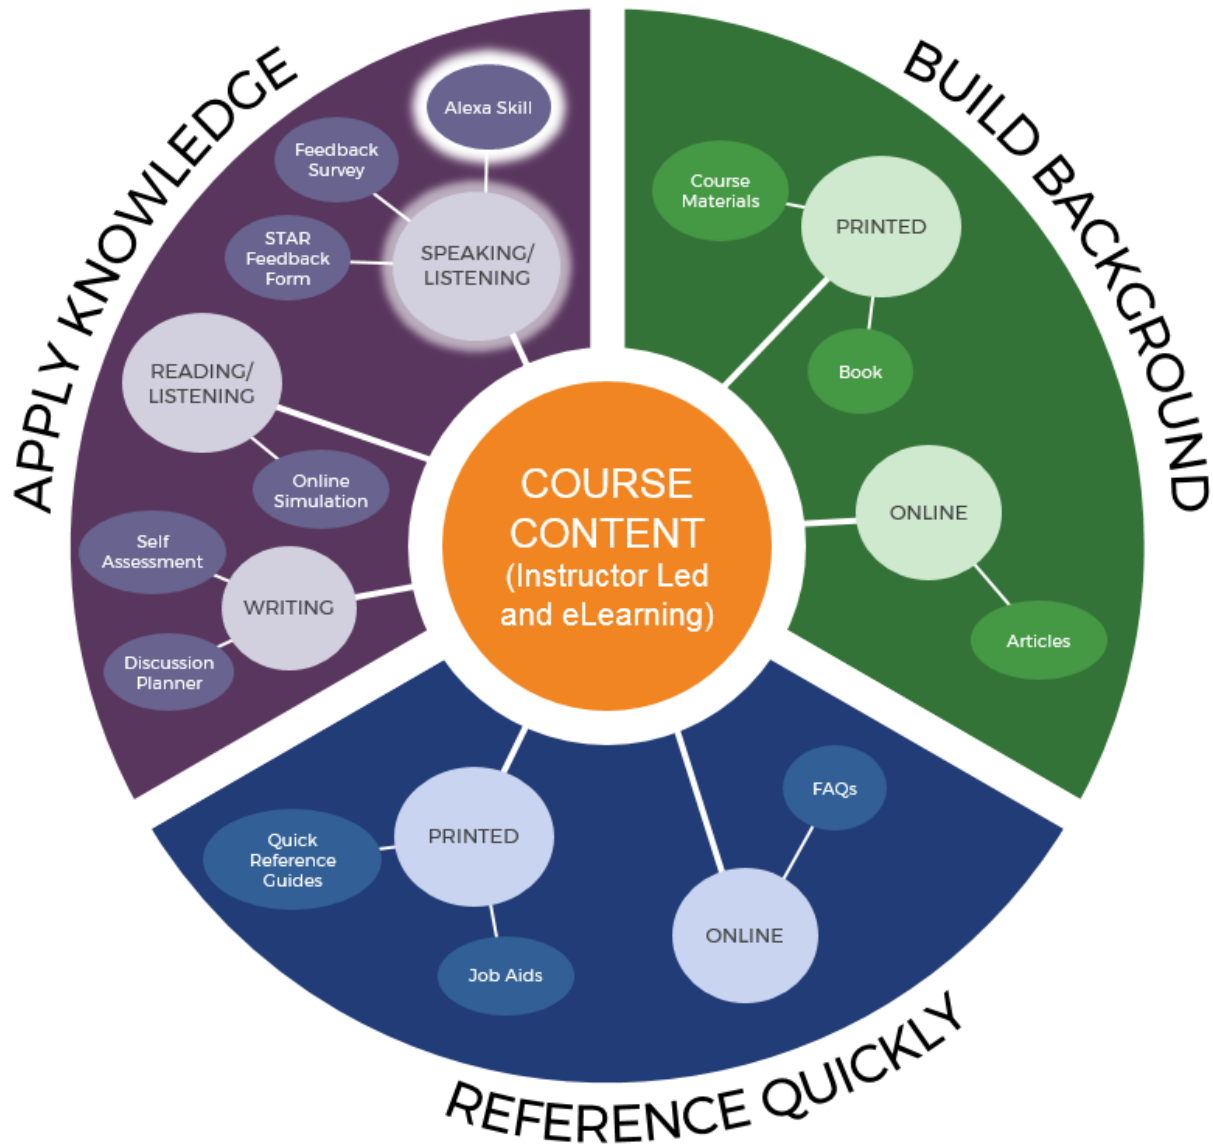 APPLY KNOWLEDGE
Alexa Skill
Feedback
Survey
STAR
Feedback
Form
SPEAKING/
LISTENING
READING/
LISTENING
Online
Simulation
Self
Assessment
WRITING
Discussion
Planner
BUILD BACKGROUND
Course
Materials
PRINTED
Book
ONLINE
Articles
COURSE
CONTENT
(Instructor Led
and eLearning)
Quick
Reference
Guides
PRINTED
Job Aids
FAQs
ONLINE
REFERENCE QUICKLY